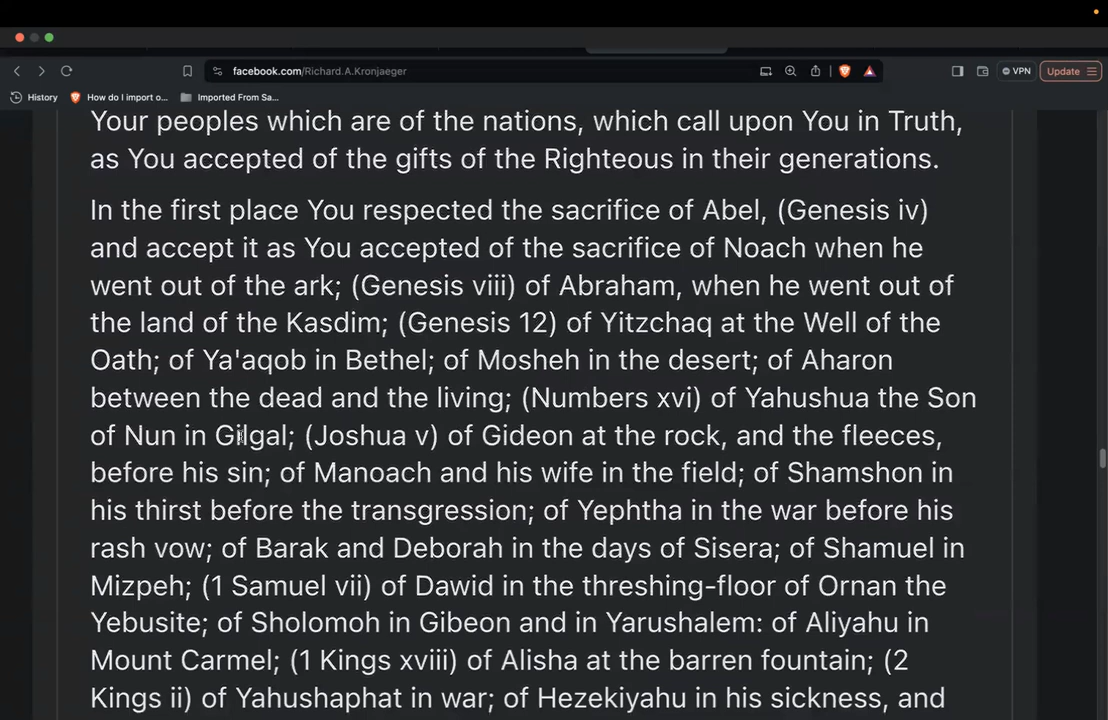 facebook.com/Richard.A.Kronjaeger
VPN
Update
History
How do I import o...
Imported From Sa...
Your peoples which are of the nations, which call upon You in Truth,
as You accepted of the gifts of the Righteous in their generations.
In the first place You respected the sacrifice of Abel, (Genesis iv)
and accept it as You accepted of the sacrifice of Noach when he
went out of the ark; (Genesis viii) of Abraham, when he went out of
the land of the Kasdim; (Genesis 12) of Yitzchaq at the Well of the
Oath; of Ya'aqob in Bethel; of Mosheh in the desert; of Aharon
between the dead and the living; (Numbers xvi) of Yahushua the Son
of Nun in Gilgal; (Joshua v) of Gideon at the rock, and the fleeces,
before his sin; of Manoach and his wife in the field; of Shamshon in
his thirst before the transgression; of Yephtha in the war before his
rash vow; of Barak and Deborah in the days of Sisera; of Shamuel in
Mizpeh; (1 Samuel vii) of Dawid in the threshing-floor of Ornan the
Yebusite; of Sholomoh in Gibeon and in Yarushalem: of Aliyahu in
Mount Carmel; (1 Kings xviii) of Alisha at the barren fountain; (2
Kings ii) of Yahushaphat in war; of Hezekiyahu in his sickness, and